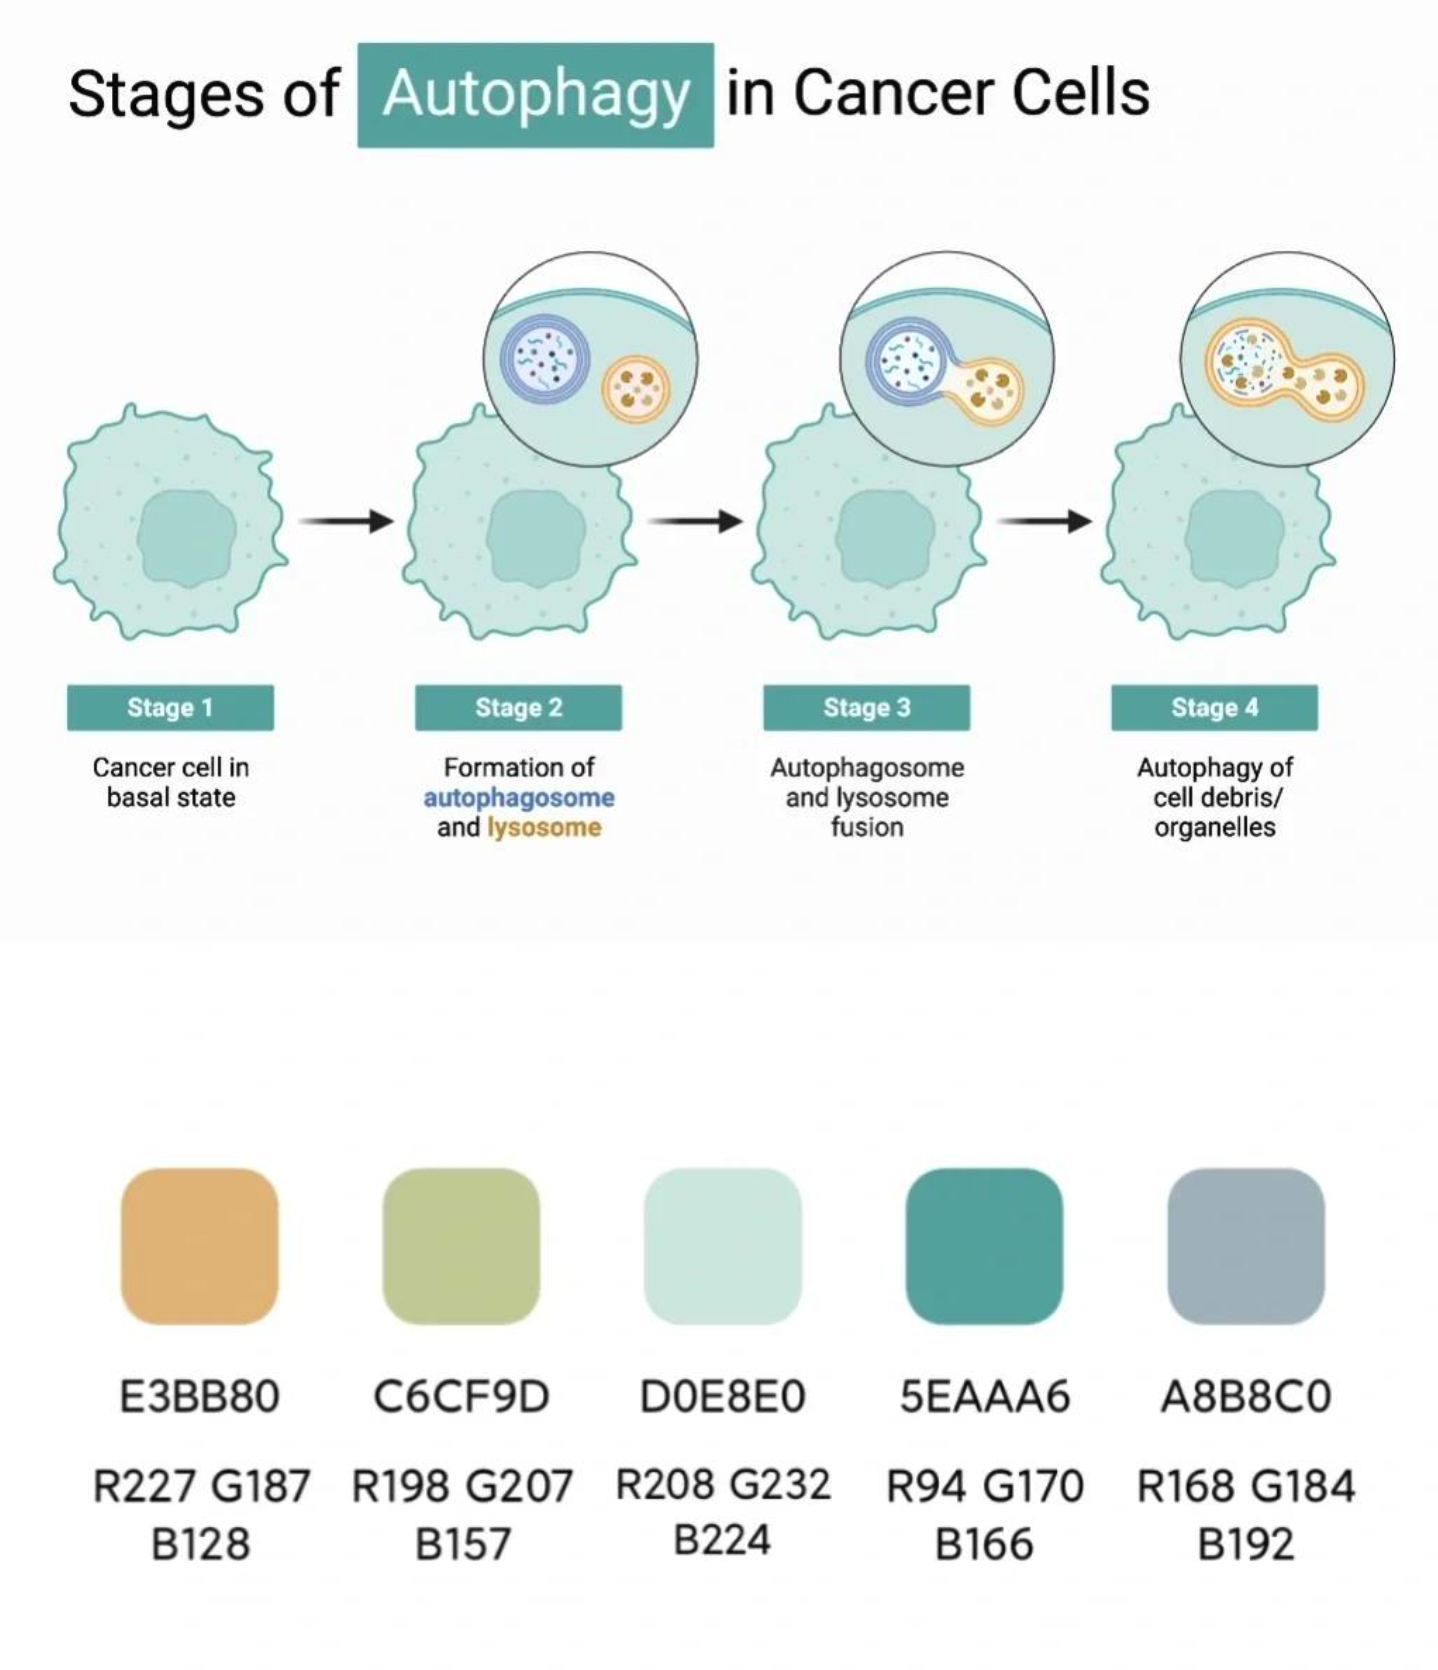 Stages of Autophagy in Cancer Cells
Stage 1
Cancer cell in
basal state
Stage 2
Formation of
autophagosome
and lysosome
Stage 3
Autophagosome
and lysosome
fusion
Stage 4
Autophagy of
cell debris/
organelles
E3BB80
R227 G187
B128
C6CF9D
R198 G207
B157
D0E8E0
R208 G232
B224
5EAAA6
R94 G170
B166
A8B8C0
R168 G184
B192